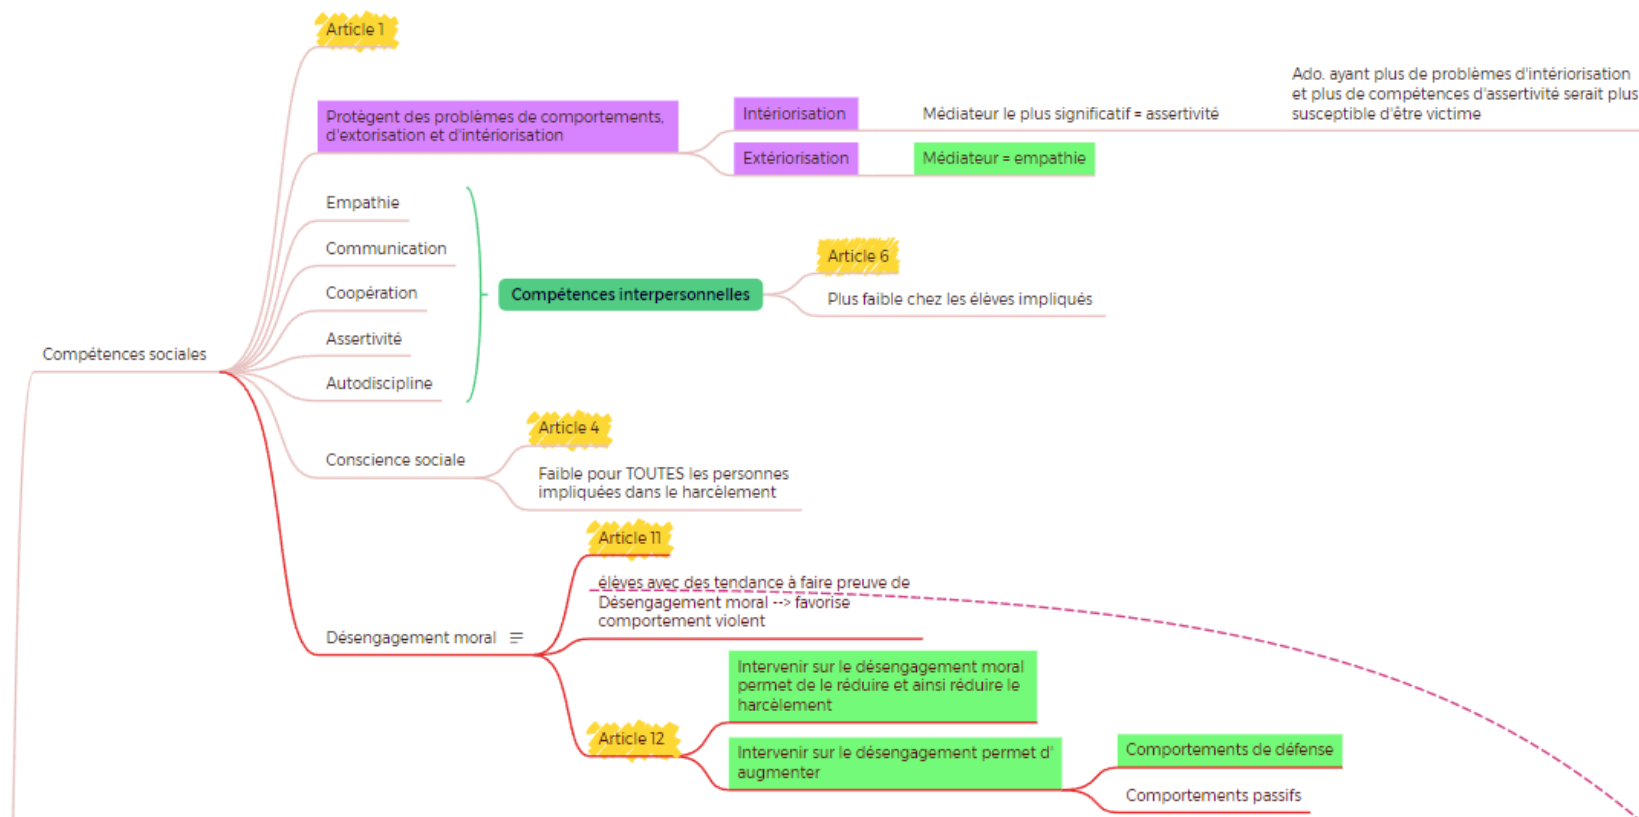 Article 1
Protègent des problèmes de comportements,
d'extorisation et d'intériorisation
Intériorisation
Médiateur le plus significatif = assertivité
Ado. ayant plus de problèmes d'intériorisation
et plus de compétences d'assertivité serait plus
susceptible d'être victime
Extériorisation
Médiateur = empathie
Empathie
Communication
Coopération
Assertivité
Autodiscipline
Compétences interpersonnelles
Article 6
Plus faible chez les élèves impliqués
Compétences sociales
Conscience sociale
Article 4
Faible pour TOUTES les personnes
impliquées dans le harcèlement
Désengagement moral
Article 11
élèves avec des tendance à faire preuve de
Désengagement moral --> favorise
comportement violent
Article 12
Intervenir sur le désengagement moral
permet de le réduire et ainsi réduire le
harcèlement
Intervenir sur le désengagement permet d'
augmenter
Comportements de défense
Comportements passifs